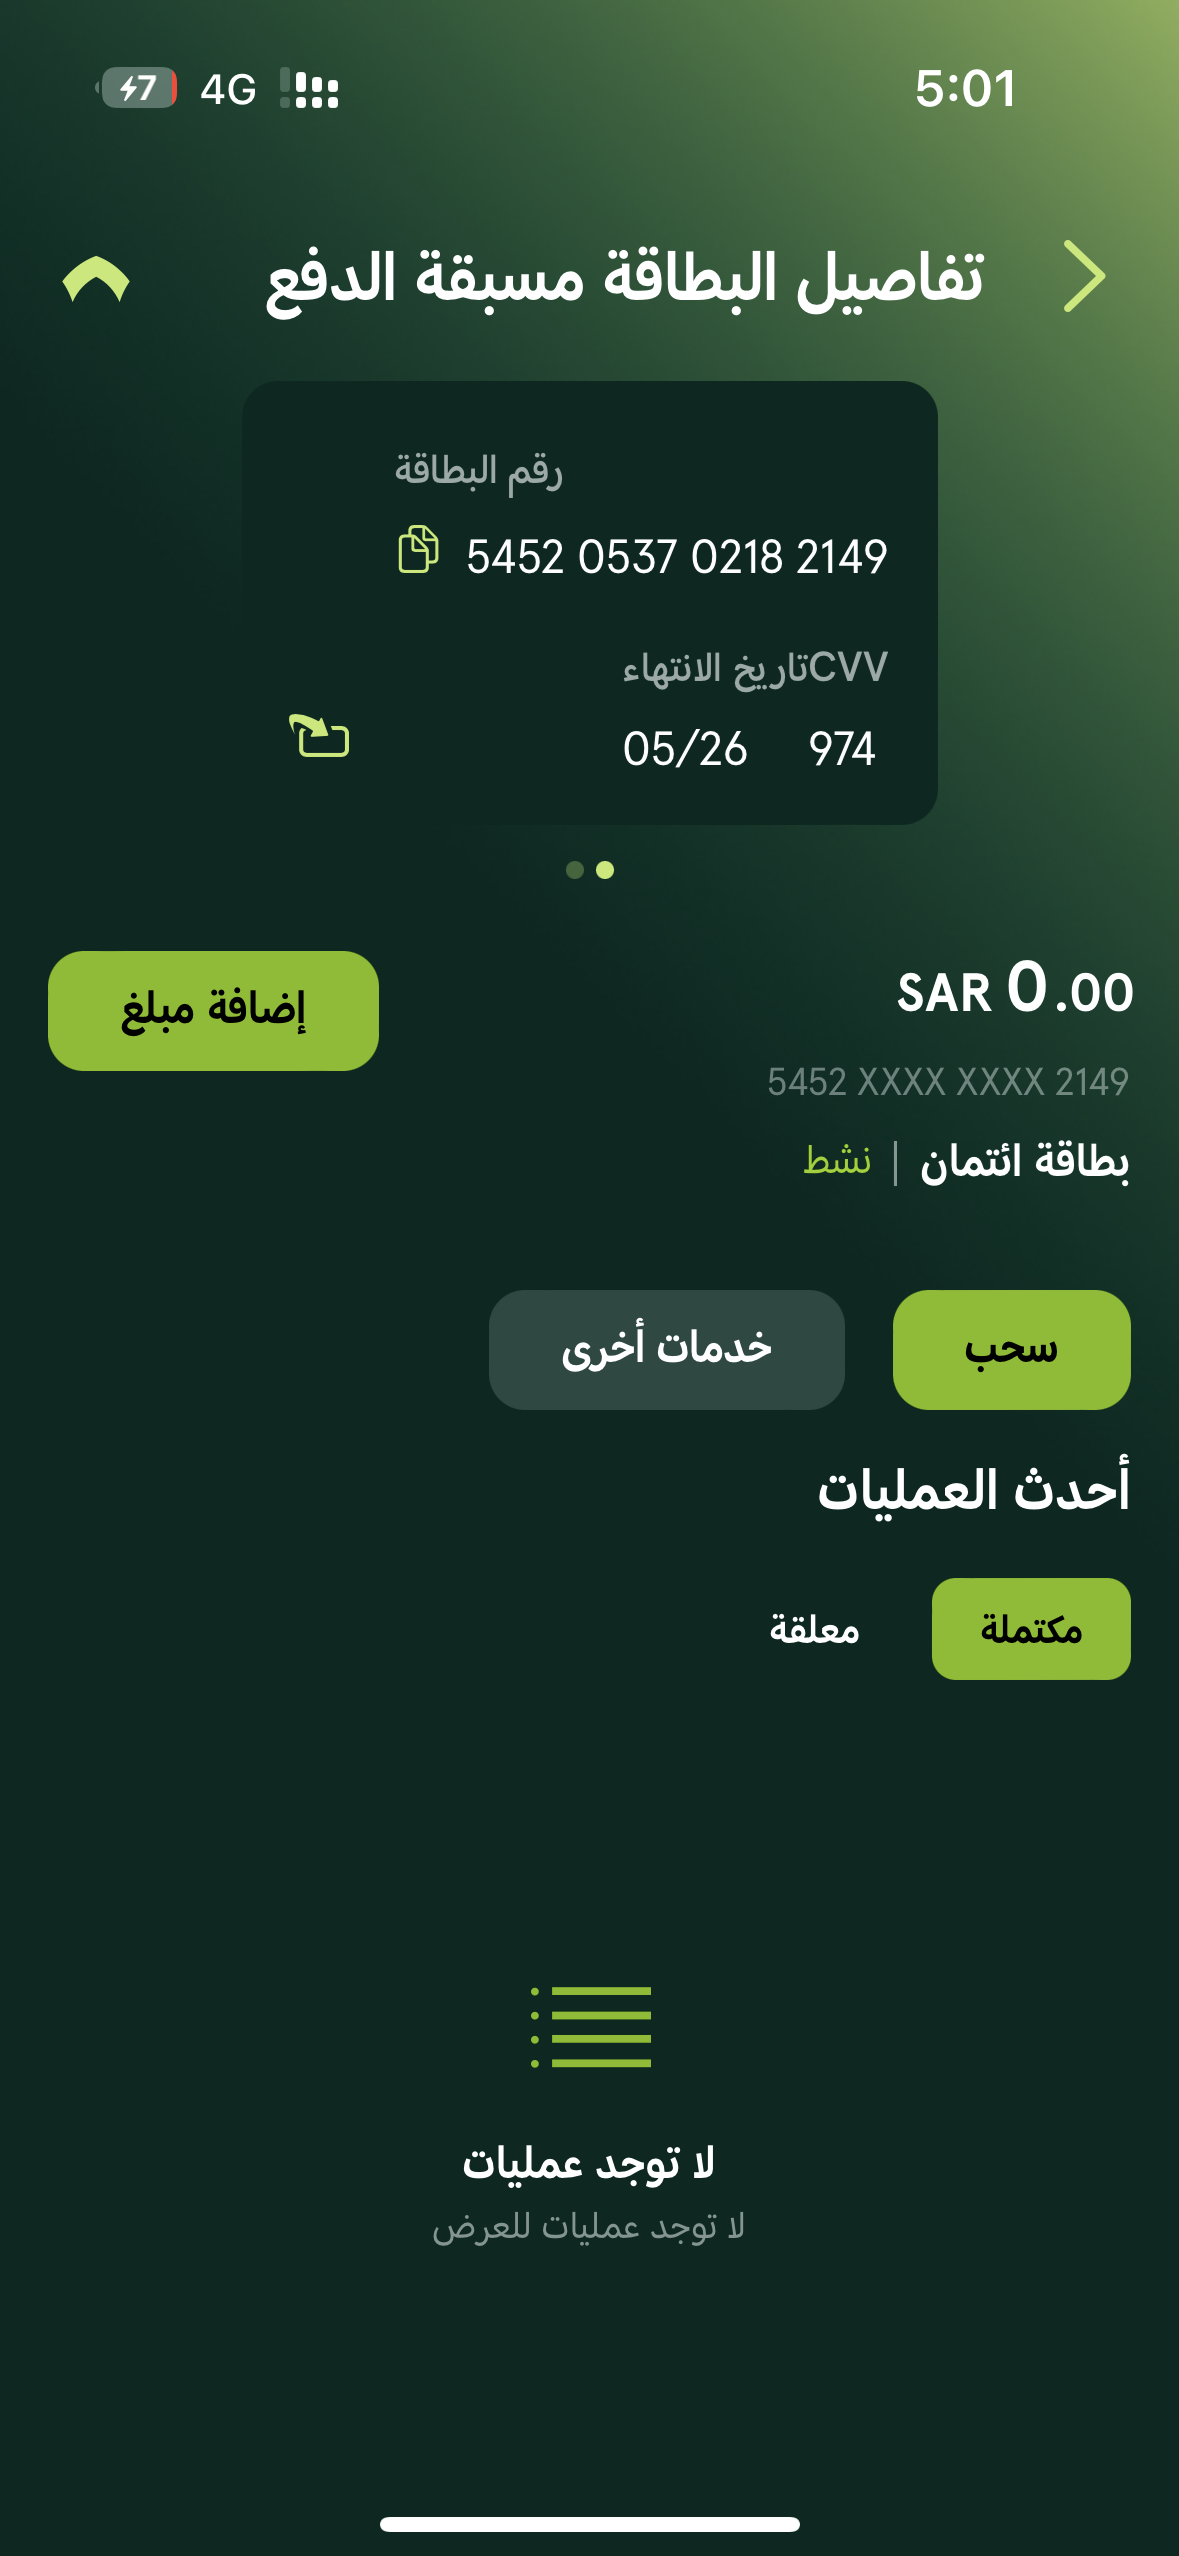 5:01
4G
7
تفاصيل البطاقة مسبقة الدفع
رقم البطاقة
5452 0537 0218 2149
CVV تاريخ الانتهاء
974 05/26
SAR 0.00
إضافة مبلغ
5452 XXXX XXXX 2149
بطاقة ائتمان | نشط
سحب
خدمات أخرى
أحدث العمليات
مكتملة
معلقة
لا توجد عمليات
لا توجد عمليات للعرض